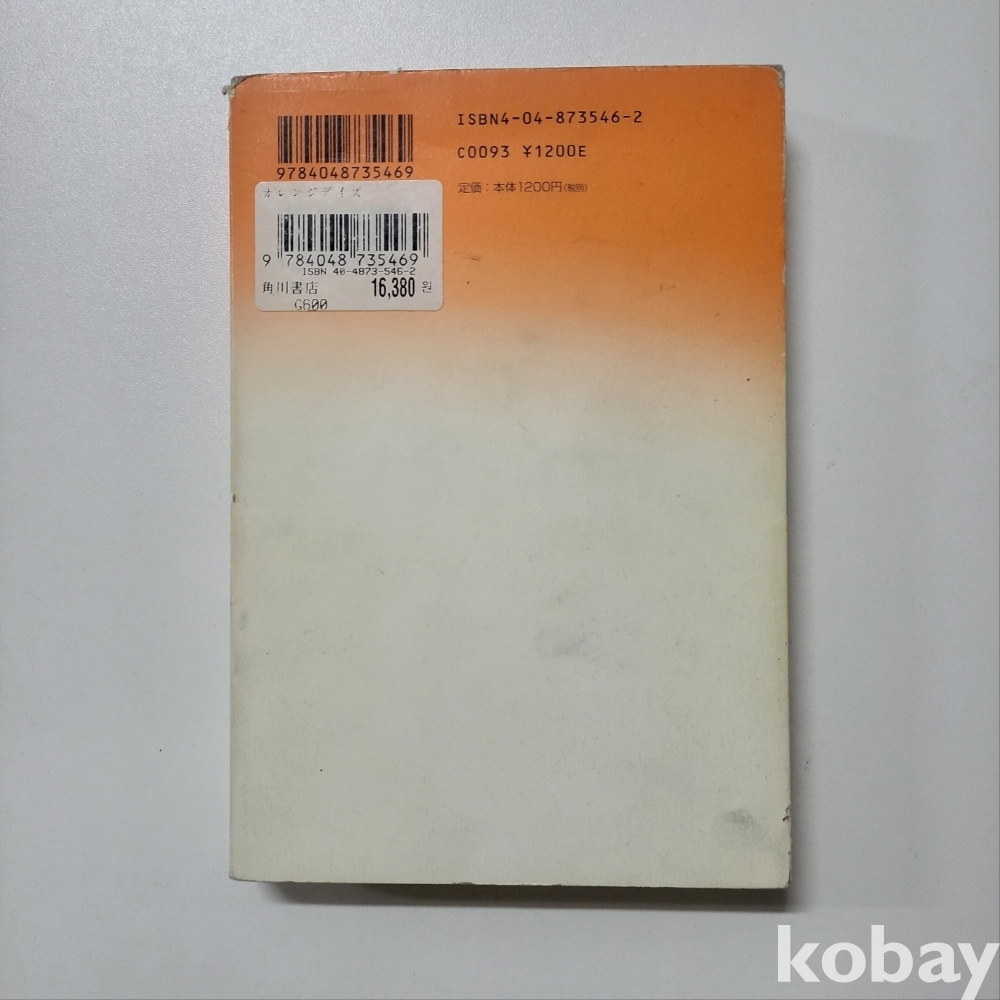 ISBN4-04-873546-2
9784048735469
C0093 ¥1200E
定価：本体1200円(税別)
オレンジデイズ
9 784048 735469
ISBN 40-4873-546-2
角川書店 16,380 원
G600
kobay